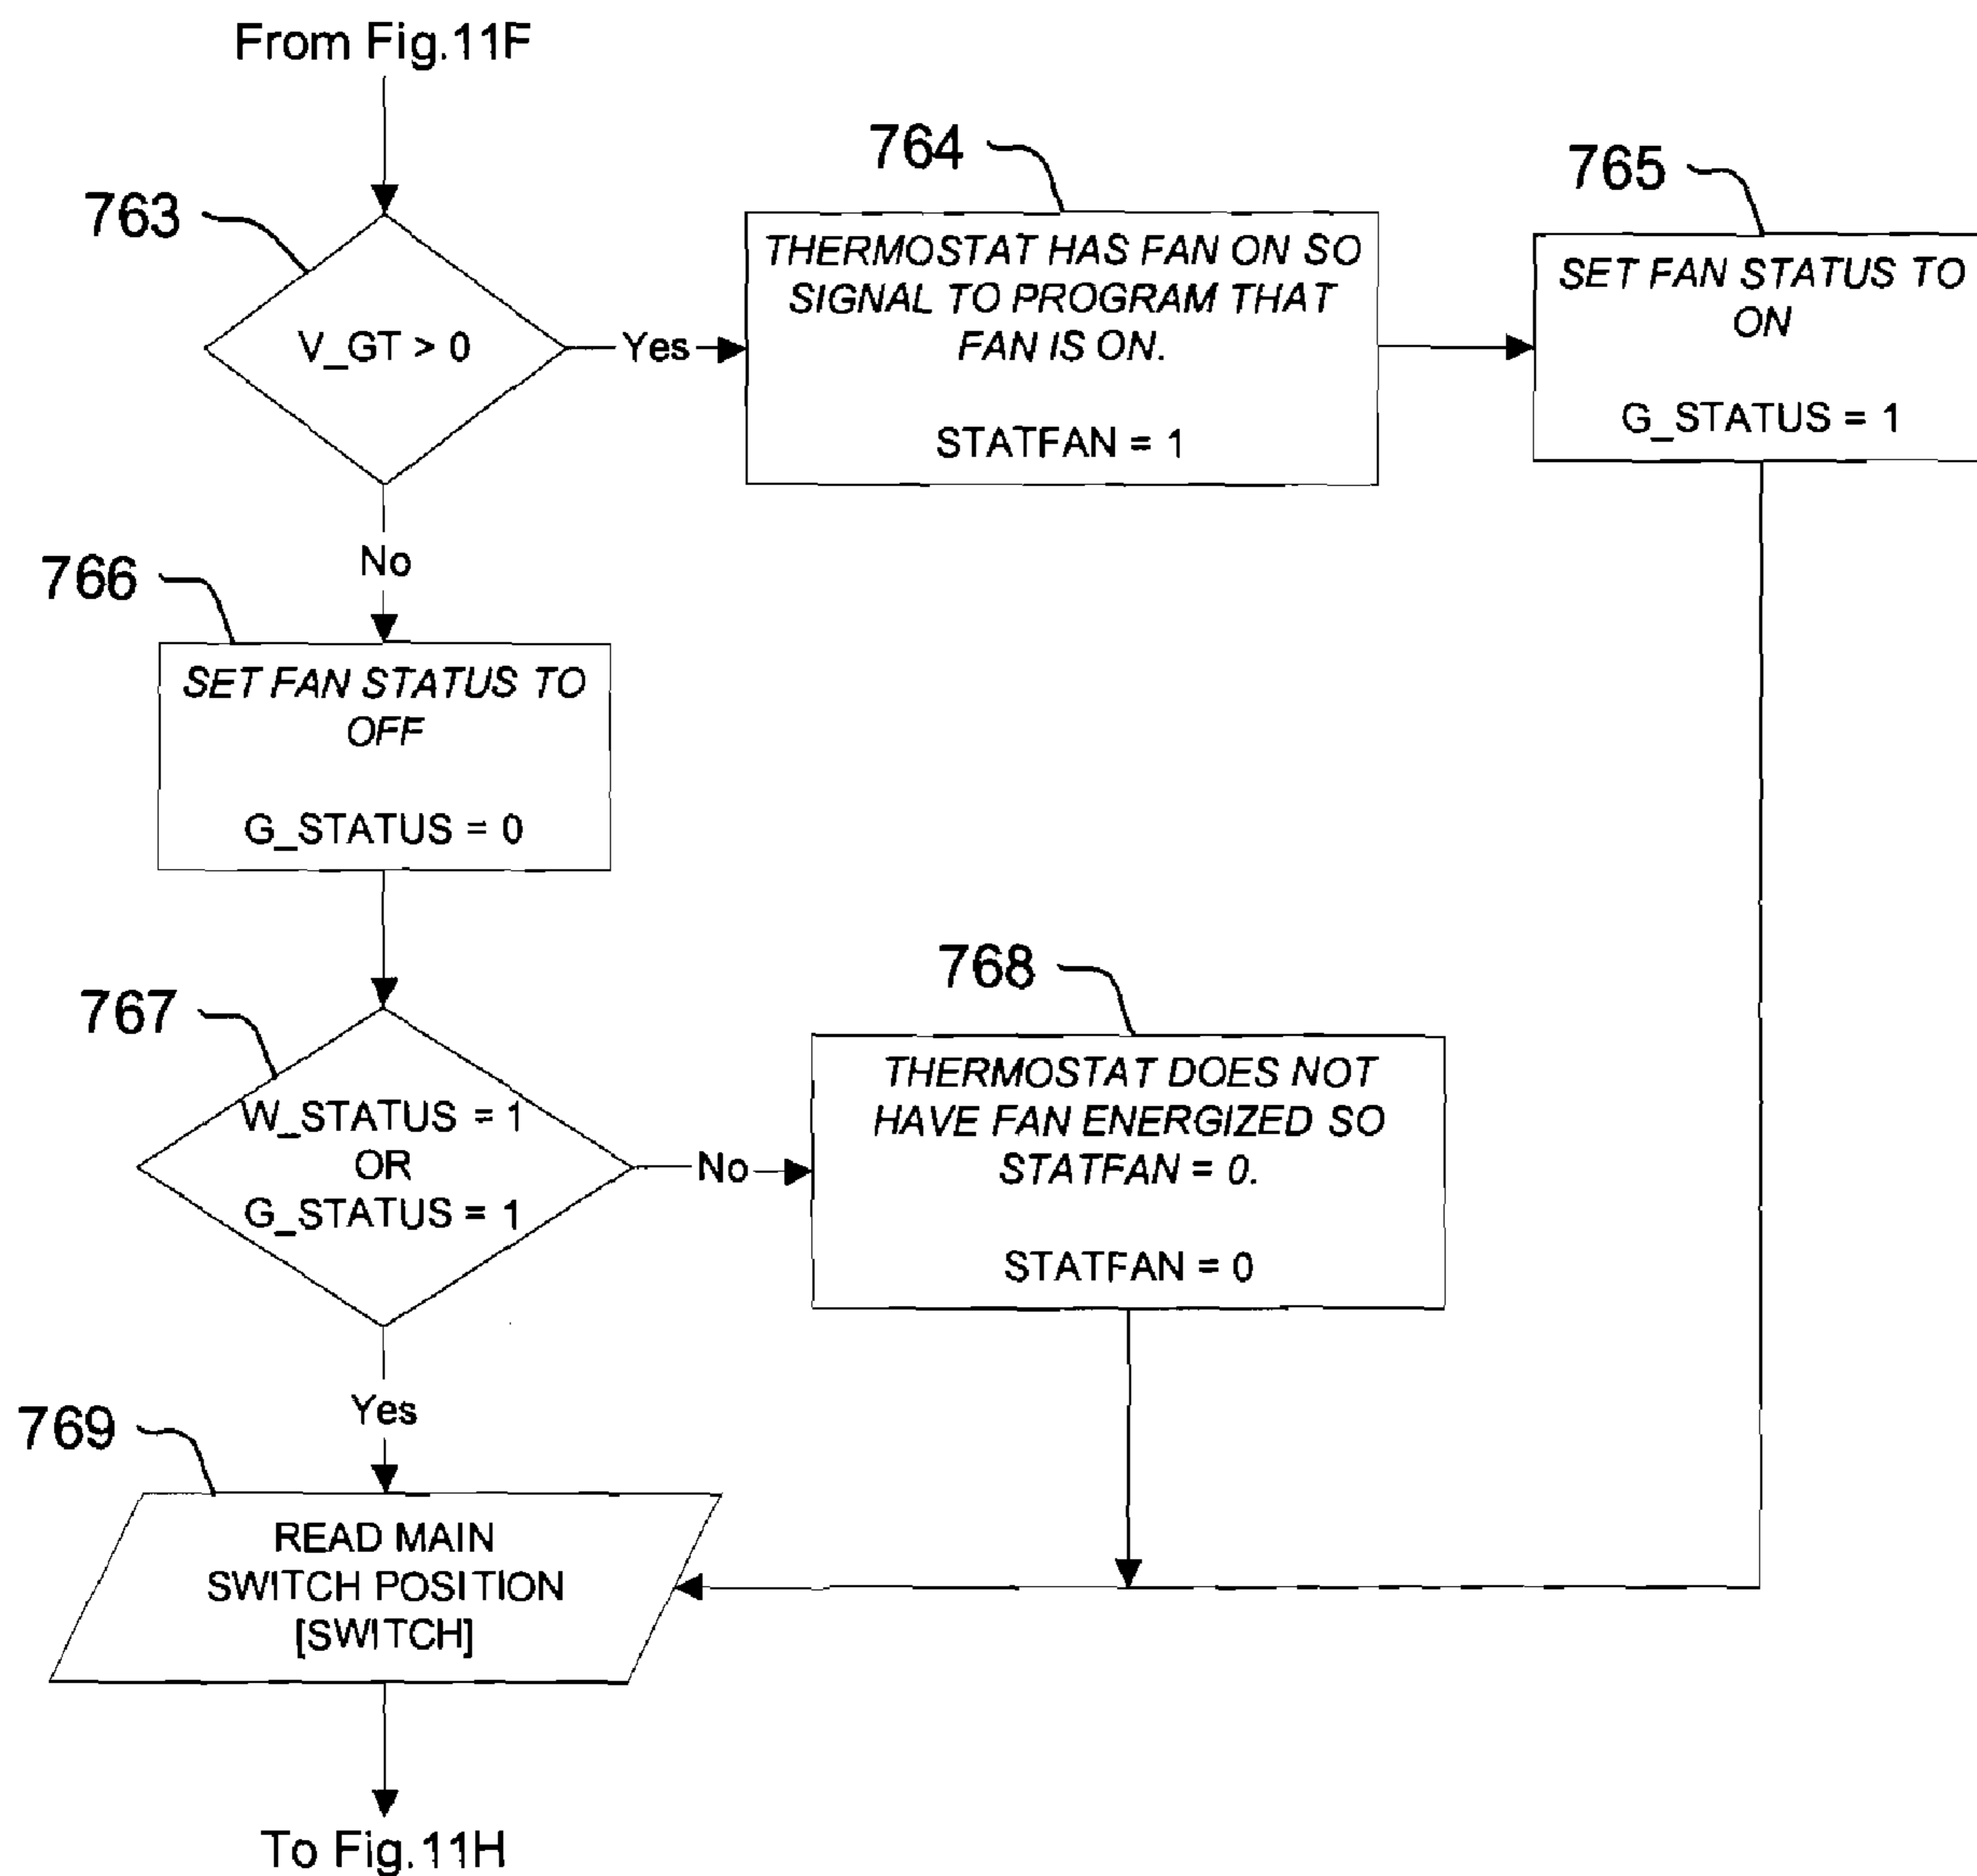 From Fig.11F
763
V_GT > 0
Yes
764
THERMOSTAT HAS FAN ON SO
SIGNAL TO PROGRAM THAT
FAN IS ON.
STATFAN = 1
765
SET FAN STATUS TO
ON
G_STATUS = 1
No
766
SET FAN STATUS TO
OFF
G_STATUS = 0
767
W_STATUS = 1
OR
G_STATUS = 1
No
768
THERMOSTAT DOES NOT
HAVE FAN ENERGIZED SO
STATFAN = 0.
STATFAN = 0
Yes
769
READ MAIN
SWITCH POSITION
[SWITCH]
To Fig.11H